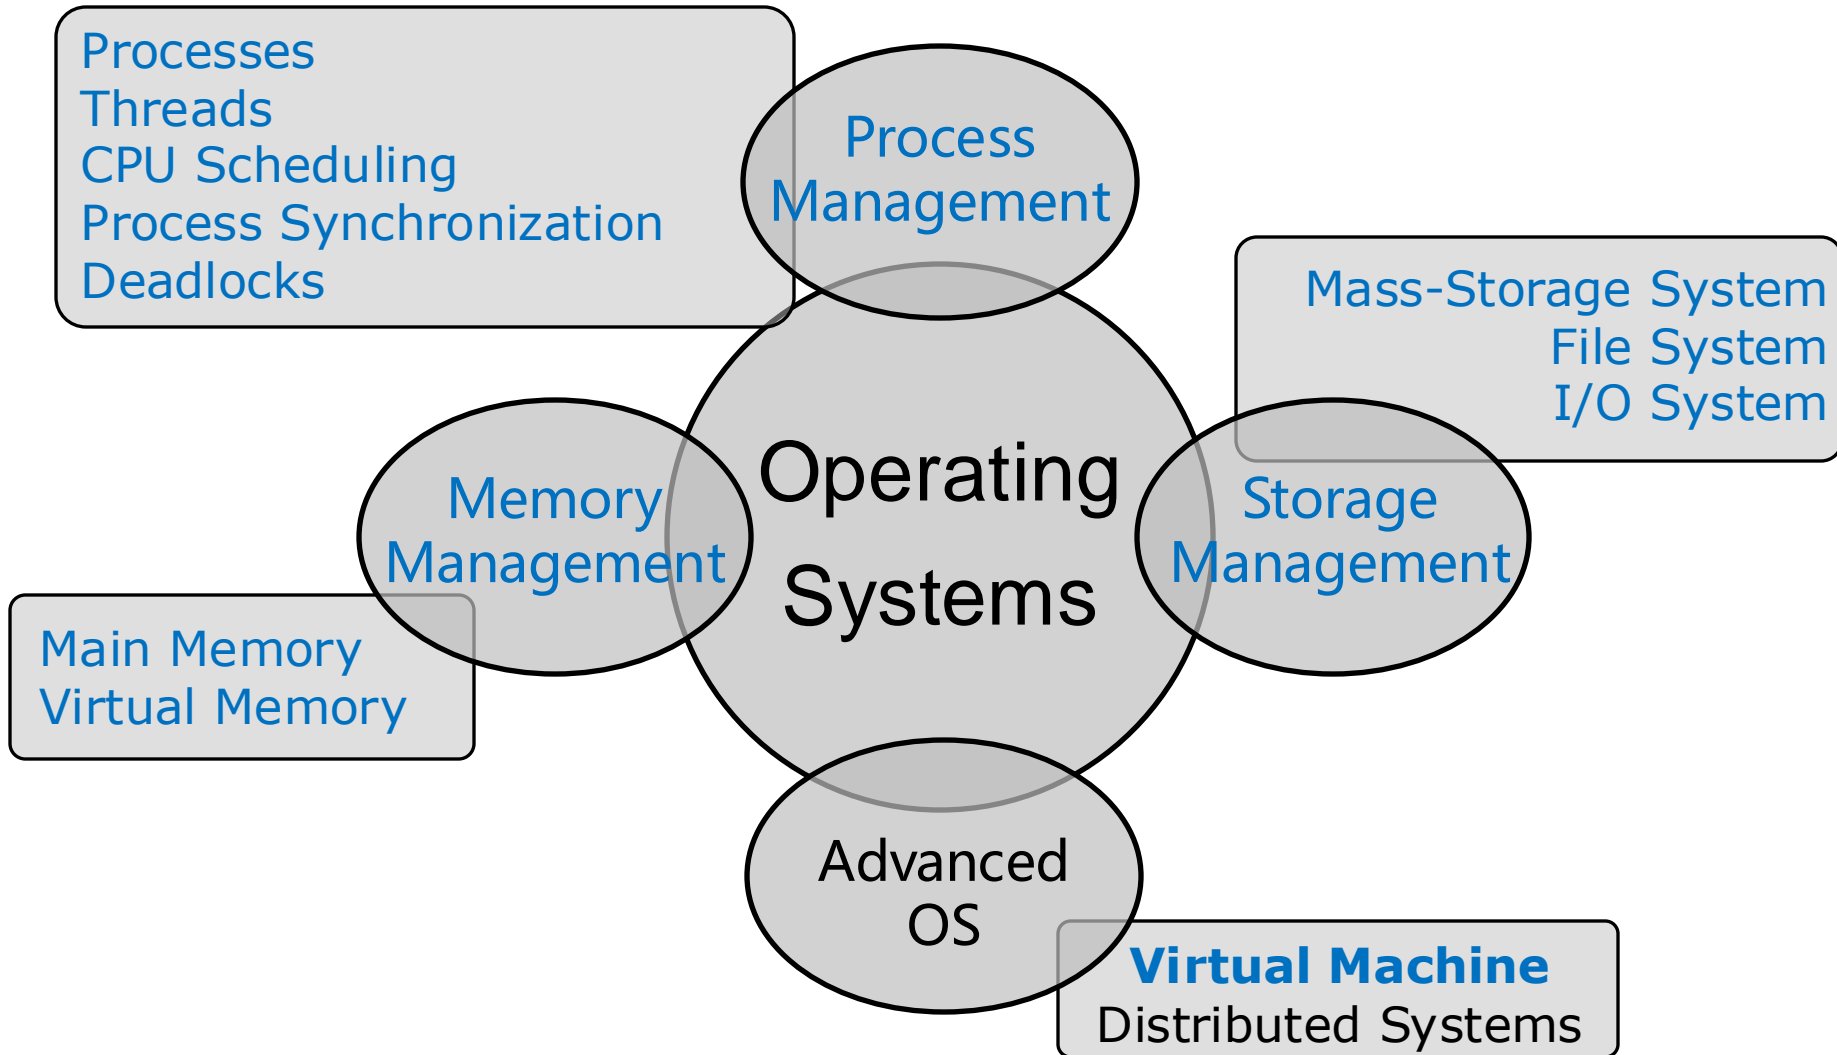 Processes
Threads
CPU Scheduling
Process Synchronization
Deadlocks
Process
Management
Mass-Storage System
File System
I/O System
Memory
Management
Operating
Systems
Storage
Management
Main Memory
Virtual Memory
Advanced
OS
Virtual Machine
Distributed Systems